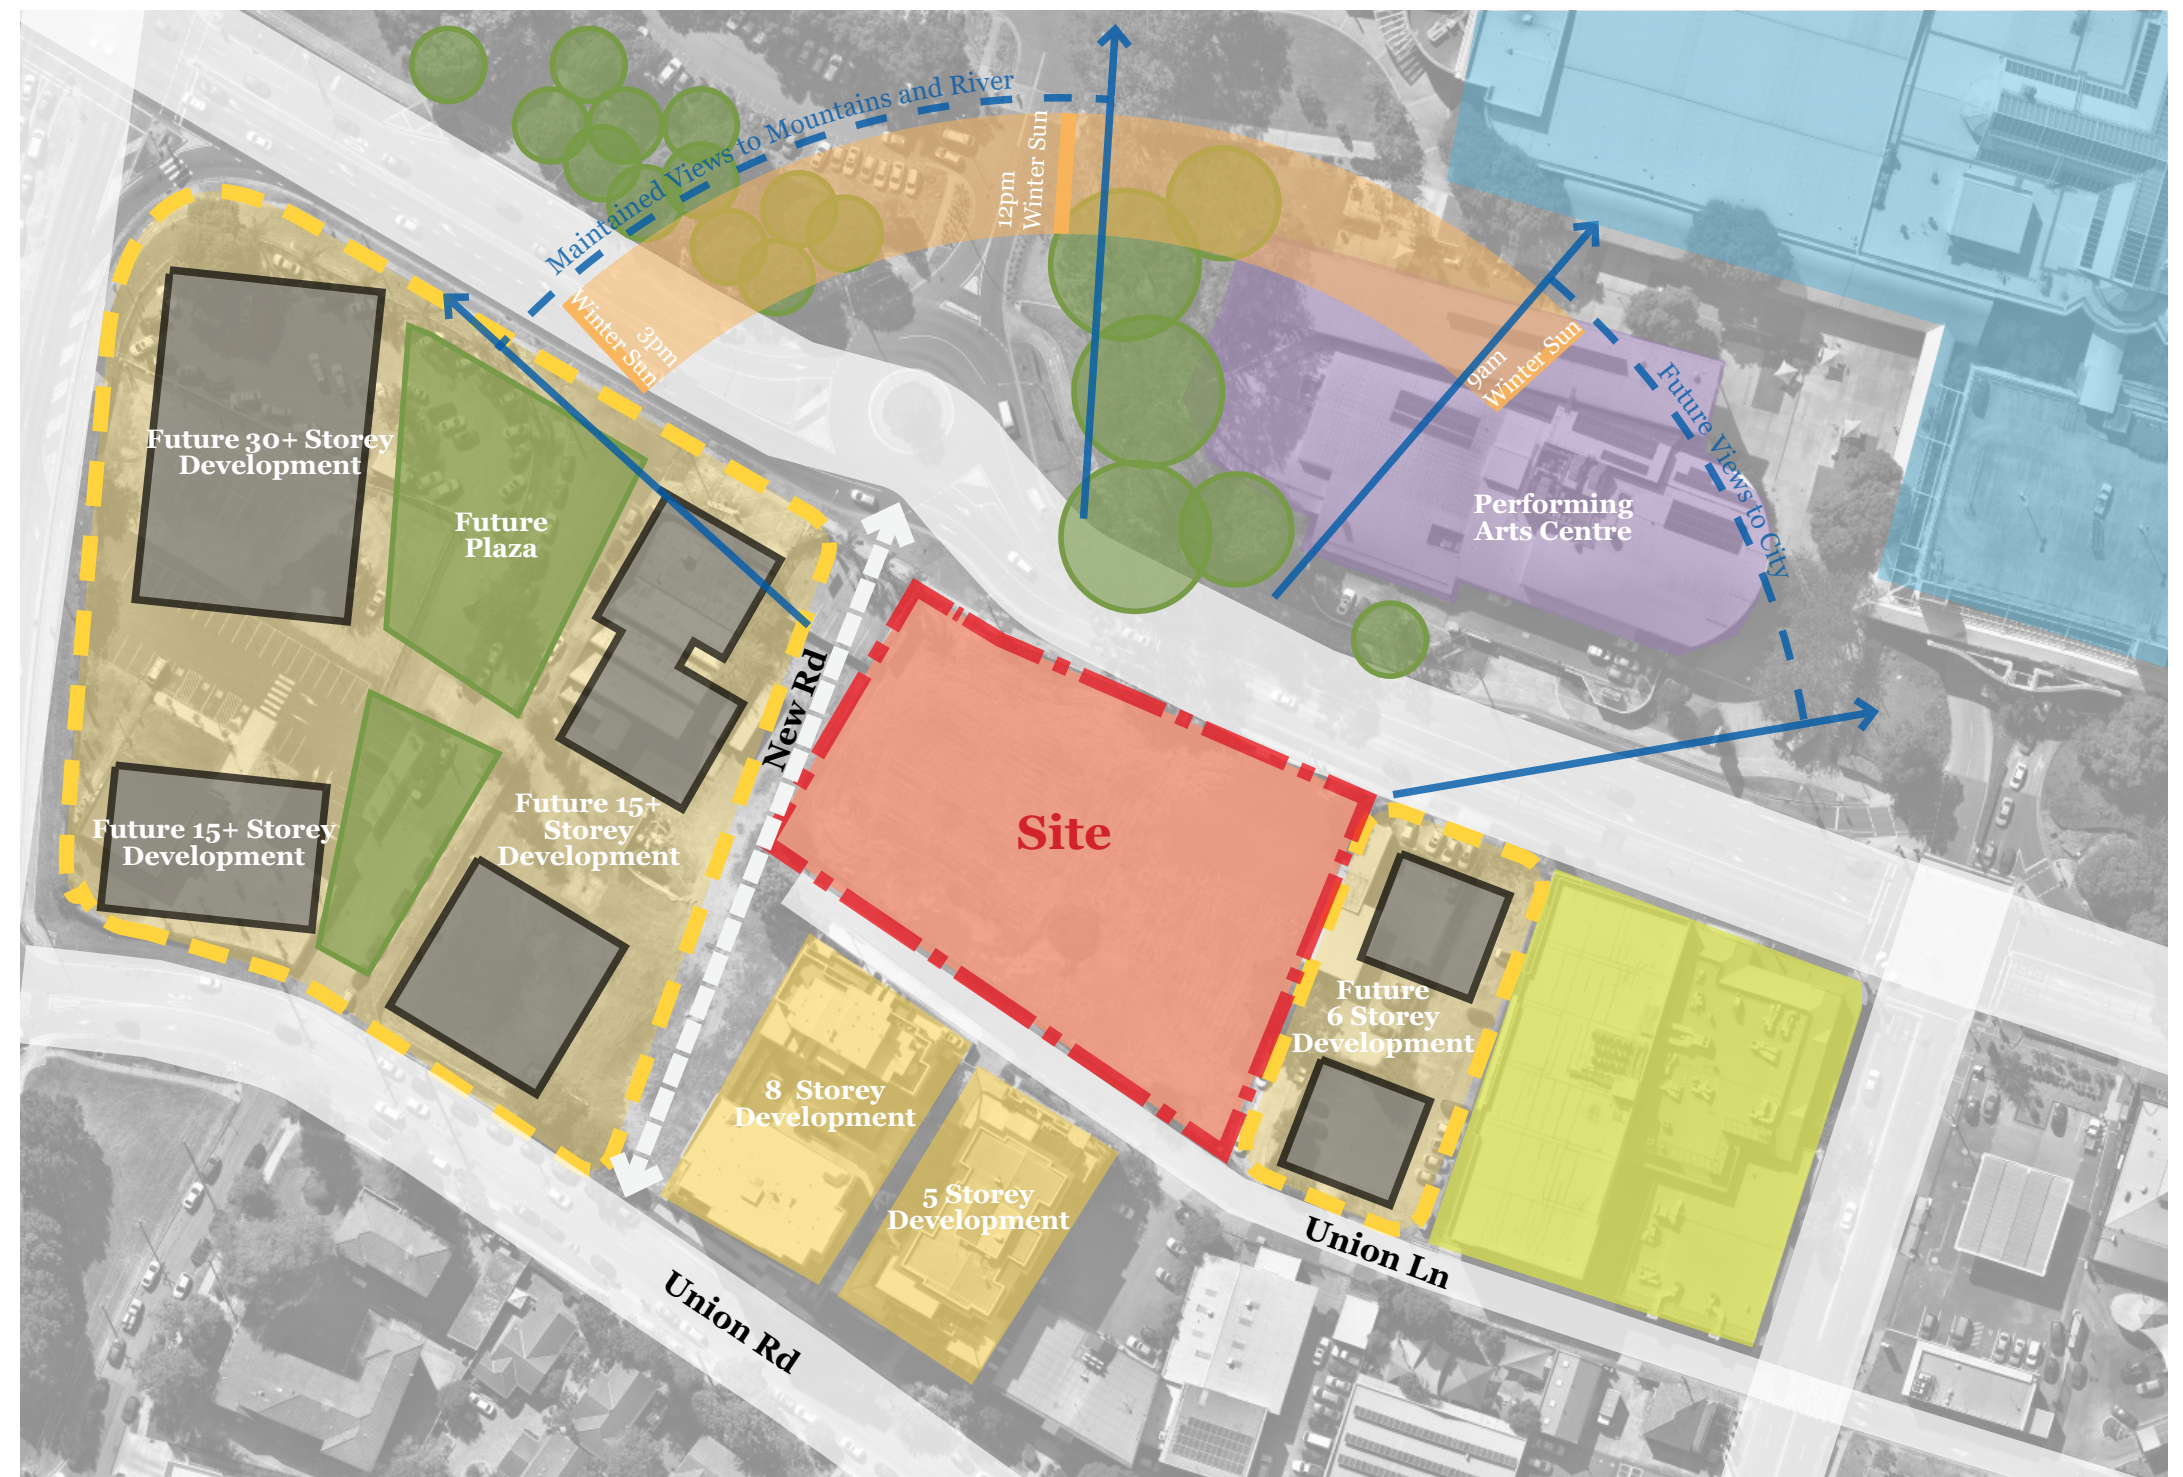 Maintained Views to Mountains and River
12pm
Winter Sun
3pm
Winter Sun
9am
Winter Sun
Future Views to City
Future 30+ Storey
Development
Future
Plaza
Performing
Arts Centre
New Rd
Future 15+ Storey
Development
Future 15+
Storey
Development
Site
Future
6 Storey
Development
8 Storey
Development
5 Storey
Development
Union Ln
Union Rd